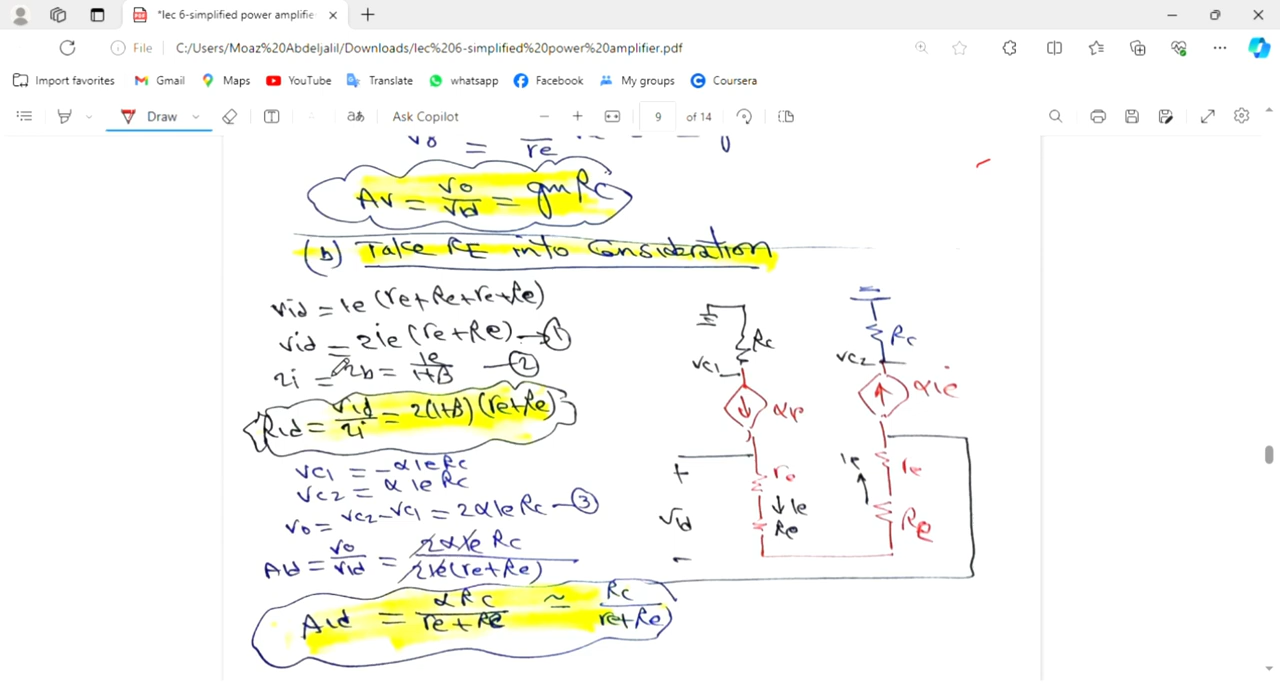 *lec 6-simplified power amplifie
File
C:/Users/Moaz%20Abdeljalil/Downloads/lec%206-simplified%20power%20amplifier.pdf
Import favorites
Gmail
Maps
YouTube
Translate
whatsapp
Facebook
My groups
Coursera
Draw
aあ
Ask Copilot
9 of 14
vo = re
Av = vo/vid = gm Rc
(b) Take RE into Consideration
vid = ie (re+Re+re+Re)
vid = 2ie (re+Re) → ①
ii = ib = ie/1+β — ②
Rid = vid/ii = 2(1+β)(re+Re)
vc1 = -α ie Rc
vc2 = α ie Rc
vo = vc2-vc1 = 2α ie Rc — ③
Ad = vo/vid = 2α ie Rc / 2ie(re+Re)
Aid = α Rc / re+Re ≃ Rc / re+Re
Rc
vc1
vid
+
-
↓ ie
Re
Rc
vc2
αie
ie
re
Re